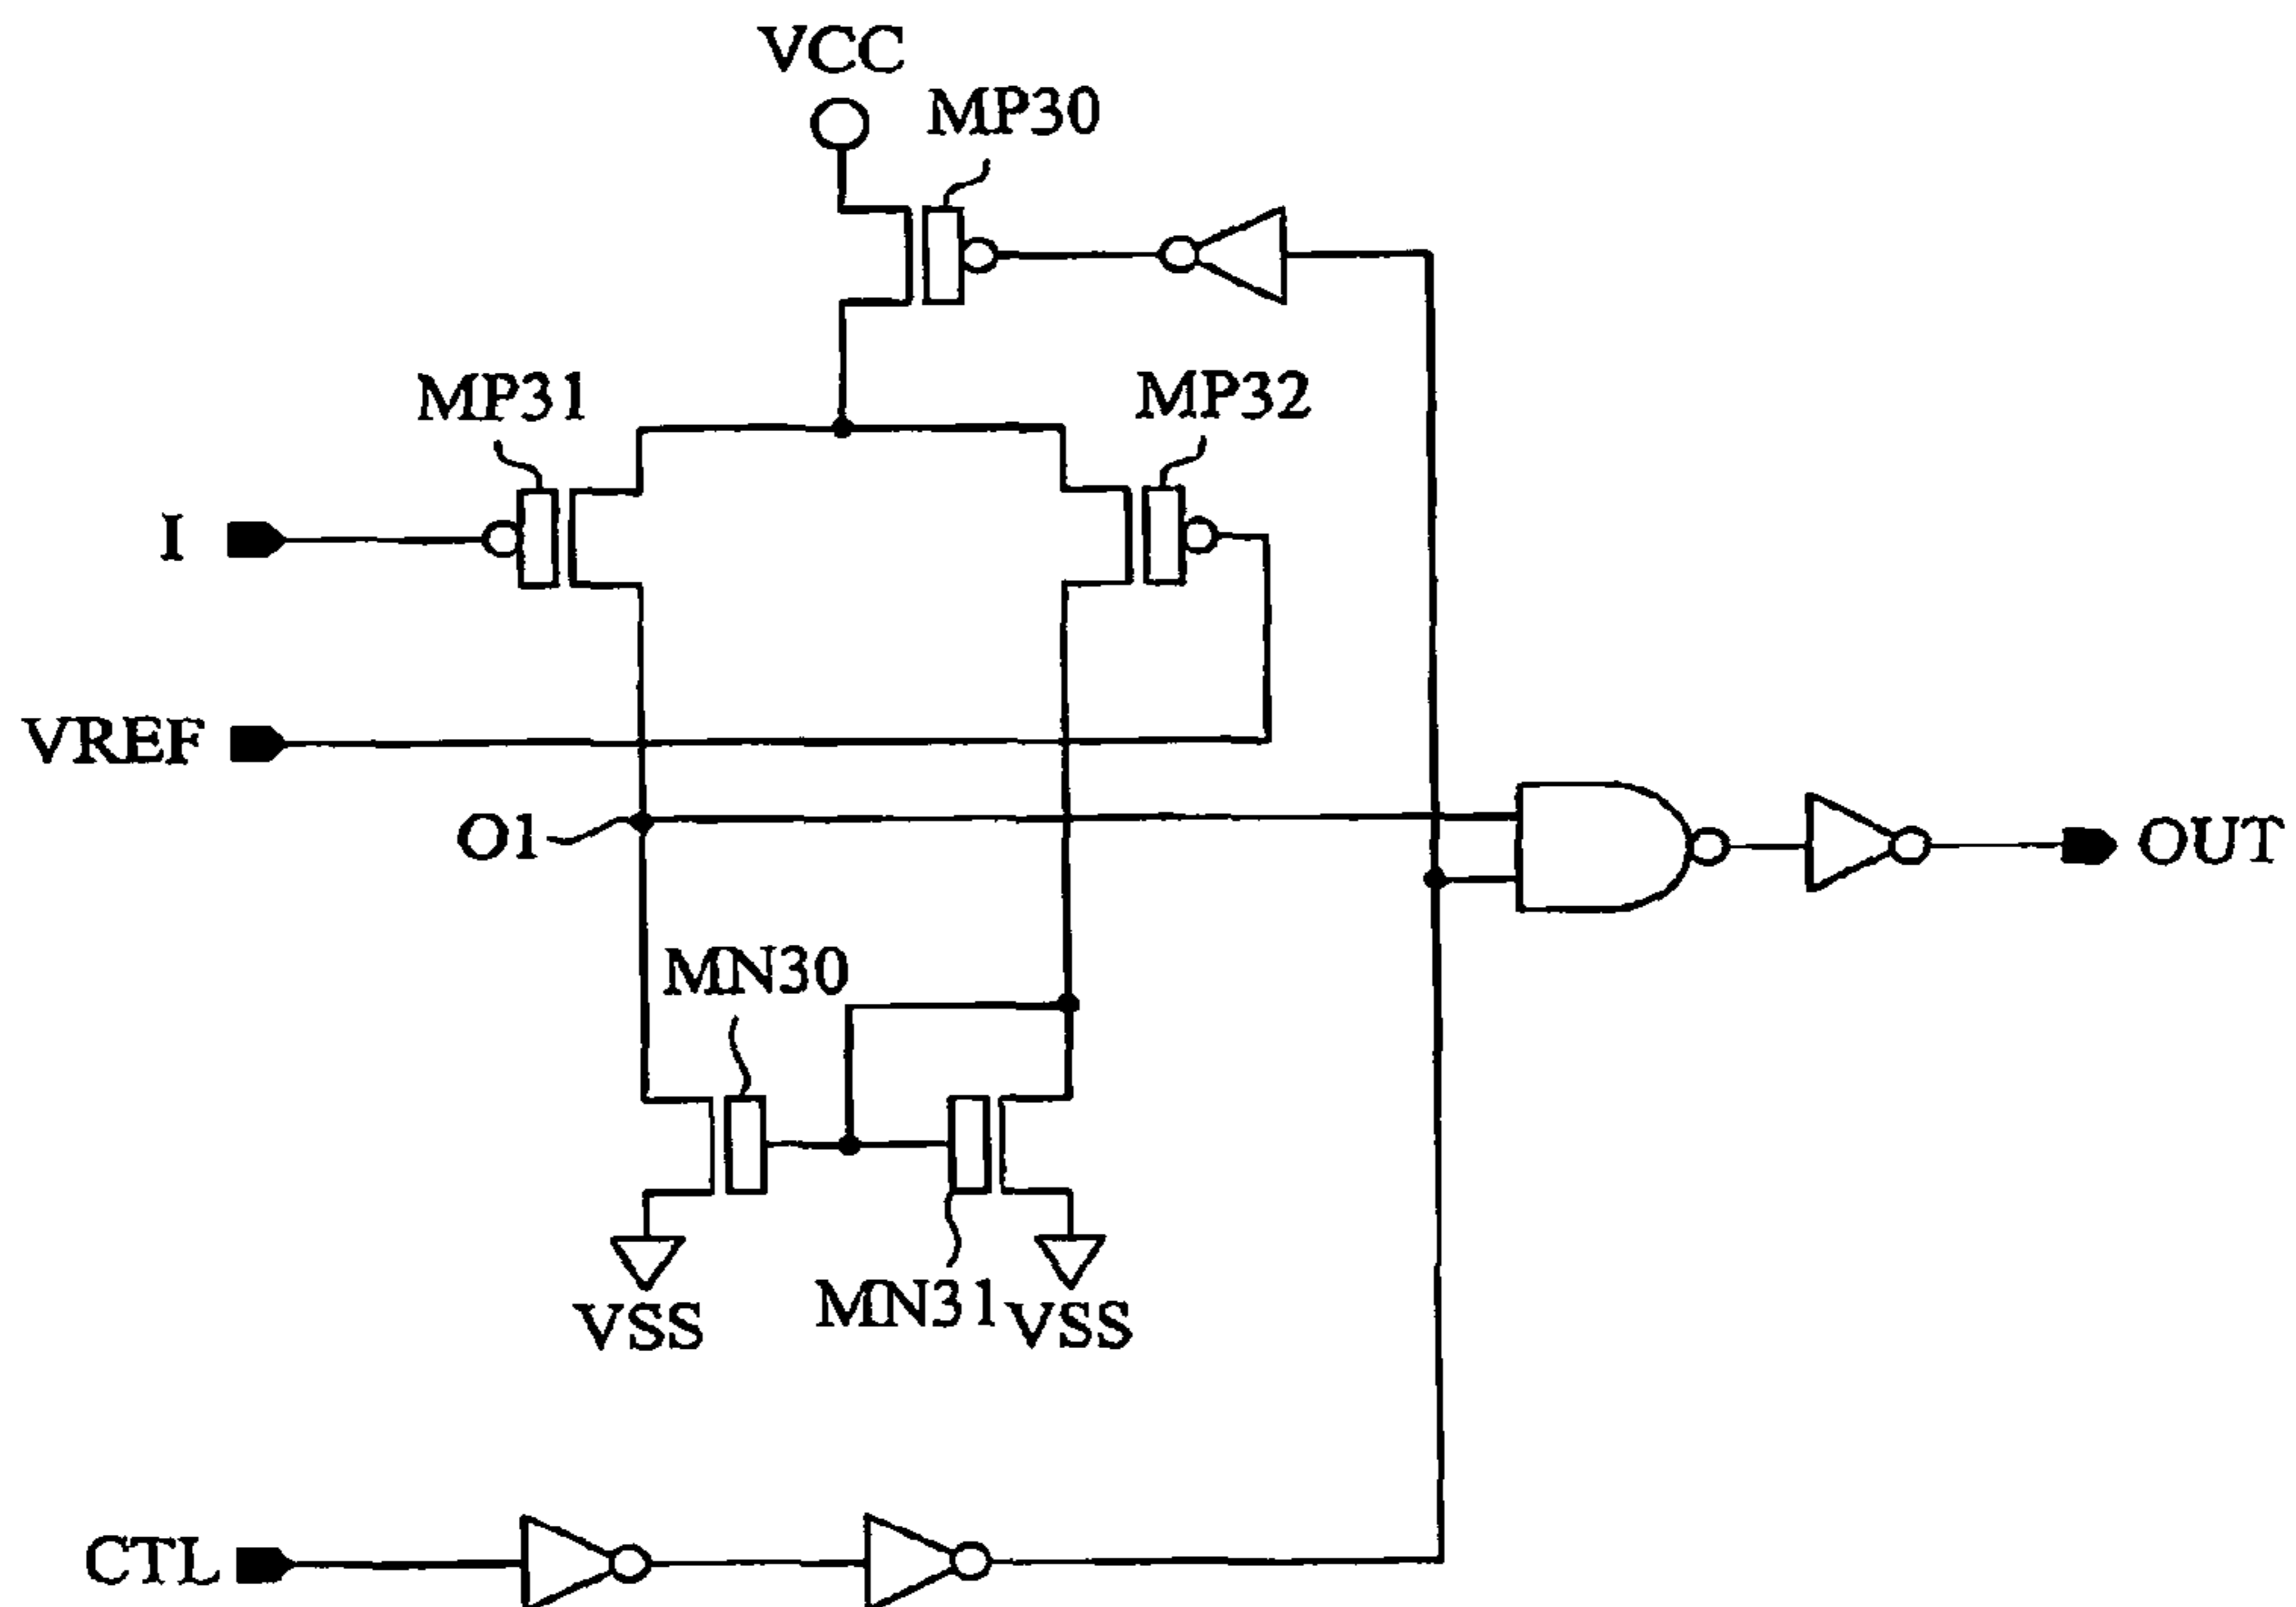 VCC
MP30
MP31
MP32
I
VREF
O1
OUT
MN30
MN31
VSS
VSS
CTL